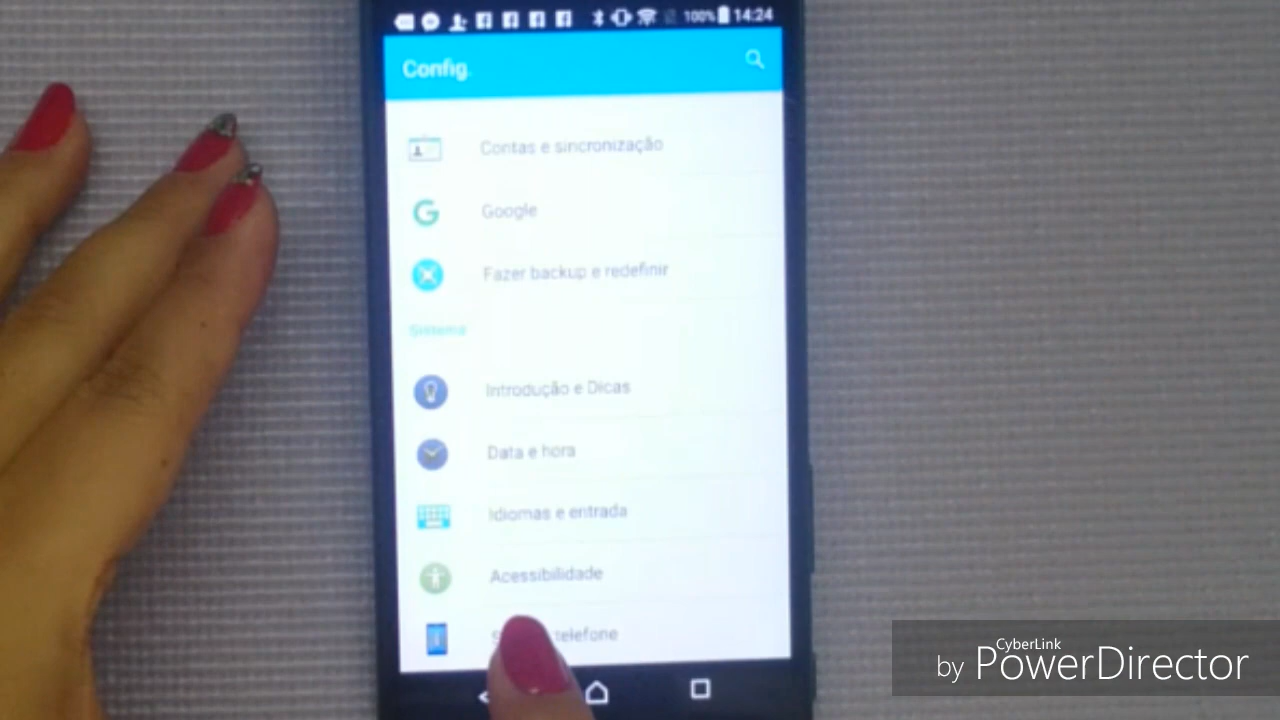 100% 14:24
Config.
Contas e sincronização
Google
Fazer backup e redefinir
Sistema
Introdução e Dicas
Data e hora
Idiomas e entrada
Acessibilidade
telefone
CyberLink
by PowerDirector